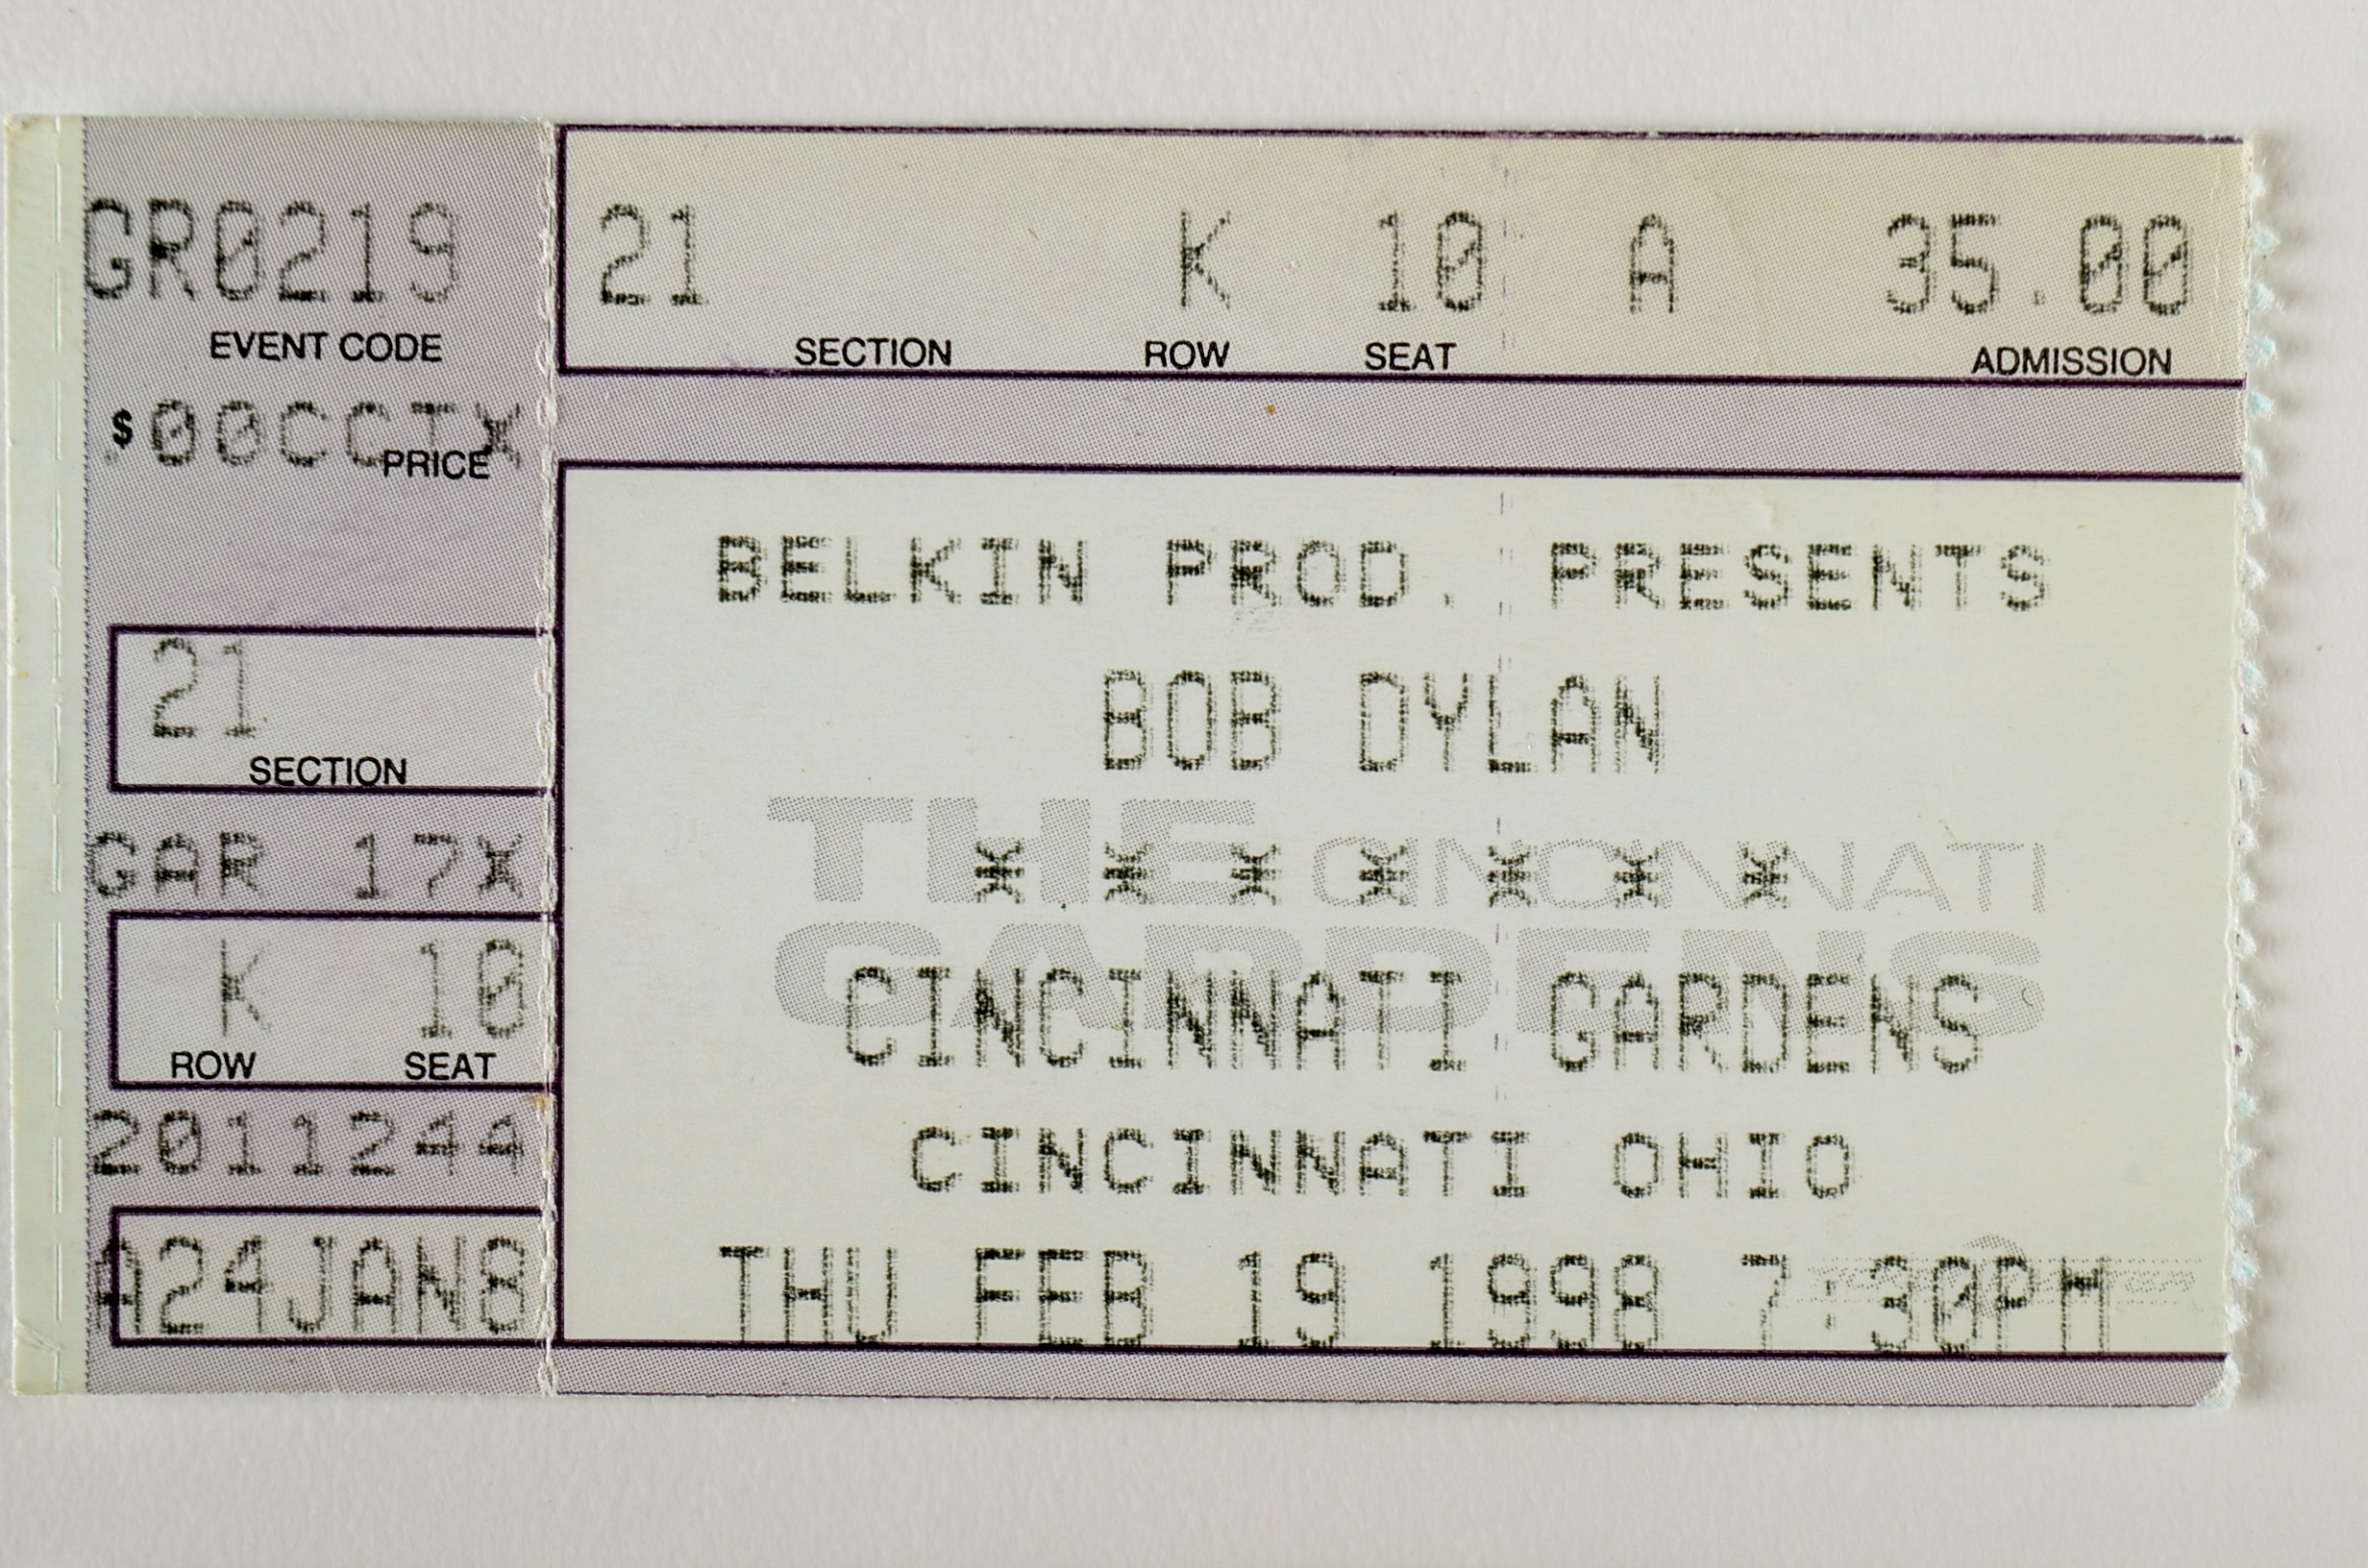 GR0219
EVENT CODE
$ 00CCTX
PRICE
21
SECTION
GAR 17X
K 10
ROW SEAT
2011244
A24JAN8
21 K 10 A 35.00
SECTION ROW SEAT ADMISSION
BELKIN PROD. PRESENTS
BOB DYLAN
* * * * * * *
THE CINCINNATI
GARDENS
CINCINNATI GARDENS
CINCINNATI OHIO
THU FEB 19 1998 7:30PM